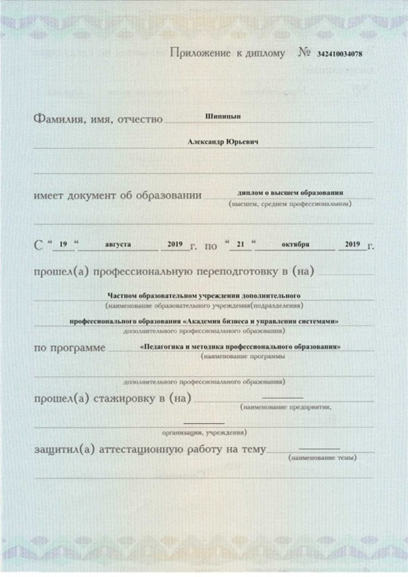 Приложение к диплому № 342410034078
Фамилия, имя, отчество Шипицын
Александр Юрьевич
имеет документ об образовании диплом о высшем образовании
(высшем, среднем профессиональном)
С " 19 " августа 2019 г. по " 21 " октября 2019 г.
прошел(а) профессиональную переподготовку в (на)
Частном образовательном учреждении дополнительного
(наименование образовательного учреждения(подразделения)
профессионального образования «Академия бизнеса и управления системами»
дополнительного профессионального образования)
по программе «Педагогика и методика профессионального образования»
(наименование программы
дополнительного профессионального образования)
прошел(а) стажировку в (на)
(наименование предприятия,
организации, учреждения)
защитил(а) аттестационную работу на тему
(наименование темы)